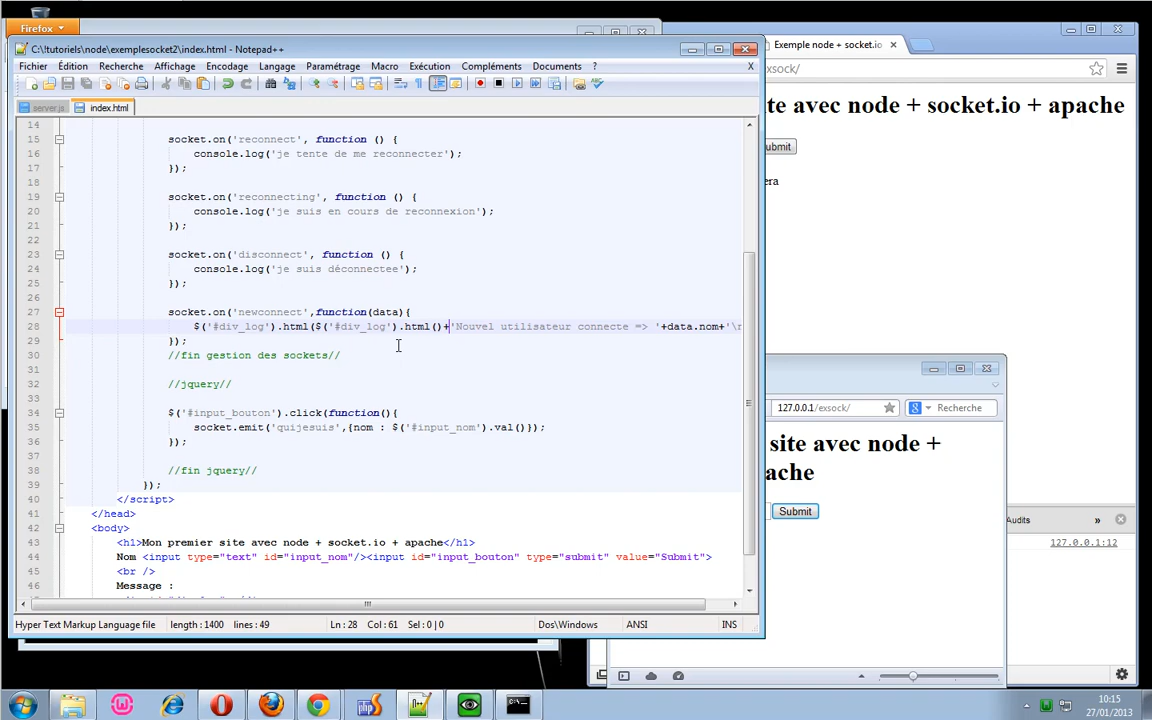 Firefox
C:\!tutoriels\node\exemplesocket2\index.html - Notepad++
Fichier Édition Recherche Affichage Encodage Langage Paramétrage Macro Exécution Compléments Documents ? X
server.js index.html
14
15 socket.on('reconnect', function () {
16 console.log('je tente de me reconnecter');
17 });
18
19 socket.on('reconnecting', function () {
20 console.log('je suis en cours de reconnexion');
21 });
22
23 socket.on('disconnect', function () {
24 console.log('je suis déconnectee');
25 });
26
27 socket.on('newconnect',function(data){
28 $('#div_log').html($('#div_log').html()+'Nouvel utilisateur connecte => '+data.nom+'\n
29 });
30 //fin gestion des sockets//
31
32 //jquery//
33
34 $('#input_bouton').click(function(){
35 socket.emit('quijesuis',{nom : $('#input_nom').val()});
36 });
37
38 //fin jquery//
39 });
40 </script>
41 </head>
42 <body>
43 <h1>Mon premier site avec node + socket.io + apache</h1>
44 Nom <input type="text" id="input_nom"/><input id="input_bouton" type="submit" value="Submit">
45 <br />
46 Message :
Hyper Text Markup Language file length : 1400 lines : 49 Ln : 28 Col : 61 Sel : 0 | 0 Dos\Windows ANSI INS
Exemple node + socket.io
xsock/
te avec node + socket.io + apache
ubmit
era
127.0.0.1/exsock/ Recherche
site avec node +
ache
Submit
Audits
127.0.0.1:12
10:15
27/01/2013